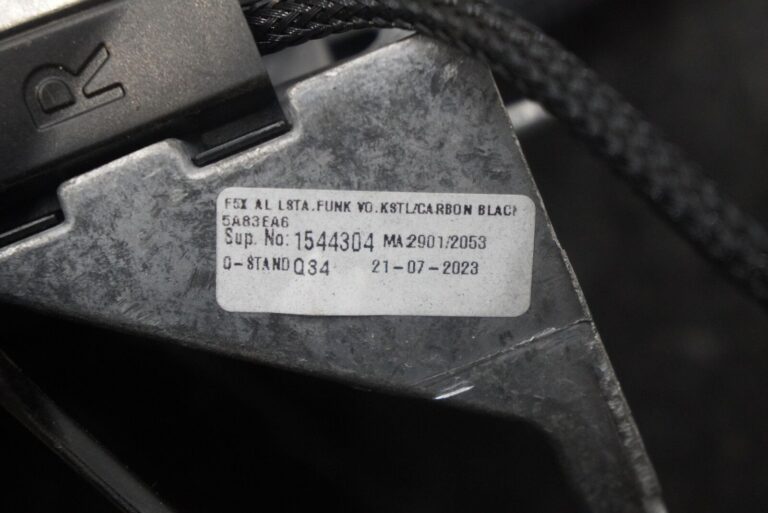 R
F5X AL LSTA.FUNK VO.KSTL/CARBON BLACK
5A83EA6
Sup. No: 1544304 MA:2901/2053
Q-STAND Q34 21-07-2023